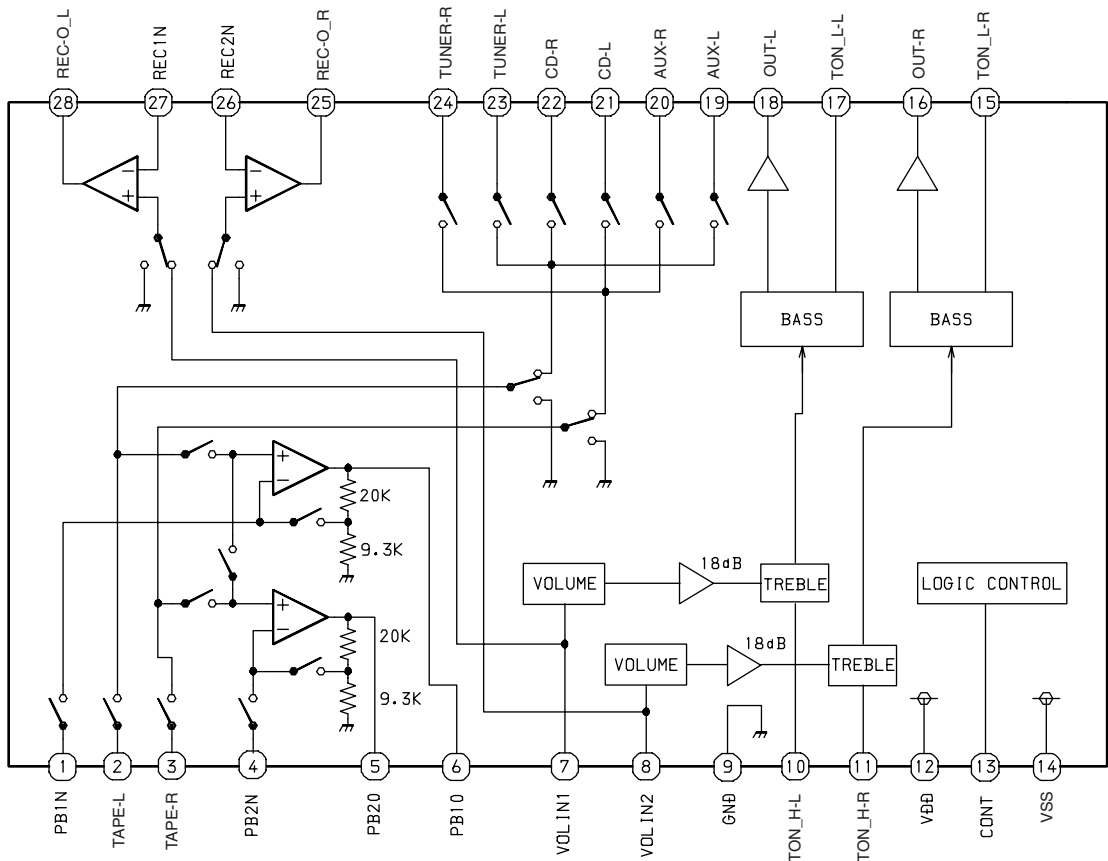 REC-O_L
REC1N
REC2N
REC-O_R
TUNER-R
TUNER-L
CD-R
CD-L
AUX-R
AUX-L
OUT-L
TON_L-L
OUT-R
TON_L-R
28 27 26 25 24 23 22 21 20 19 18 17 16 15
− − 
+ +
BASS BASS
+
−
20K
9.3K
18dB
VOLUME TREBLE LOGIC CONTROL
+
−
20K
18dB
VOLUME TREBLE
9.3K
1 2 3 4 5 6 7 8 9 10 11 12 13 14
PB1N
TAPE-L
TAPE-R
PB2N
PB2O
PB1O
VOLIN1
VOLIN2
GND
TON_H-L
TON_H-R
VDD
CONT
VSS